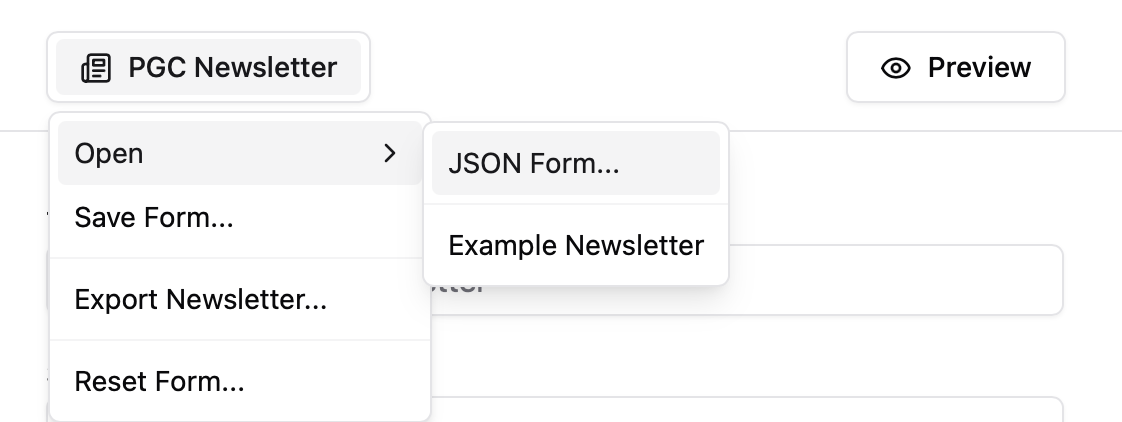 PGC Newsletter
Preview
Open
JSON Form...
Save Form...
Example Newsletter
Export Newsletter...
Reset Form...